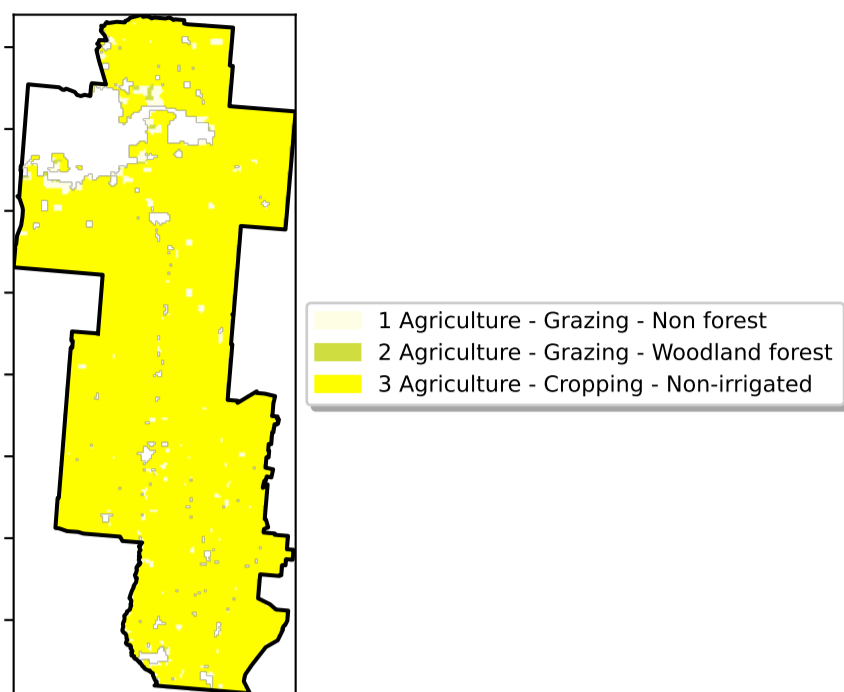 1 Agriculture - Grazing - Non forest
2 Agriculture - Grazing - Woodland forest
3 Agriculture - Cropping - Non-irrigated